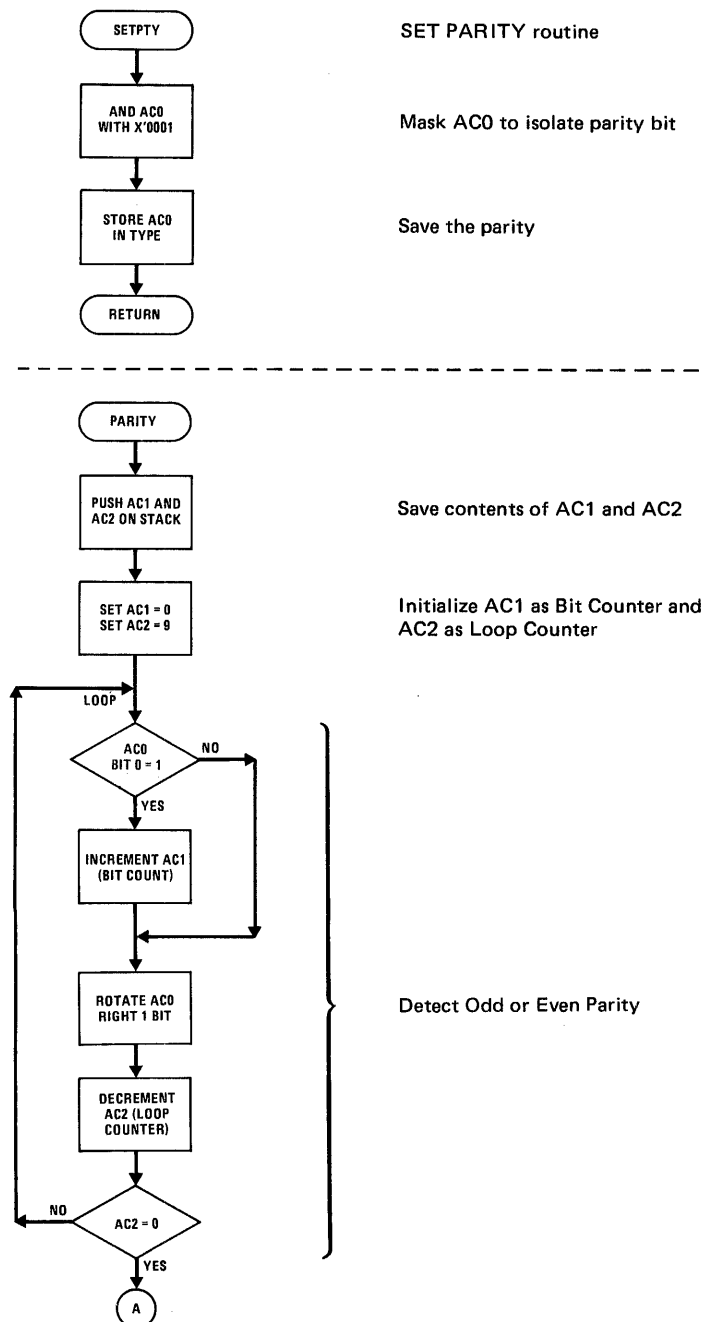 SETPTY
SET PARITY routine
AND AC0
WITH X'0001
Mask AC0 to isolate parity bit
STORE AC0
IN TYPE
Save the parity
RETURN
PARITY
PUSH AC1 AND
AC2 ON STACK
Save contents of AC1 and AC2
SET AC1 = 0
SET AC2 = 9
Initialize AC1 as Bit Counter and
AC2 as Loop Counter
LOOP
AC0
BIT 0 = 1
NO
YES
INCREMENT AC1
(BIT COUNT)
ROTATE AC0
RIGHT 1 BIT
Detect Odd or Even Parity
DECREMENT
AC2 (LOOP
COUNTER)
NO
AC2 = 0
YES
A